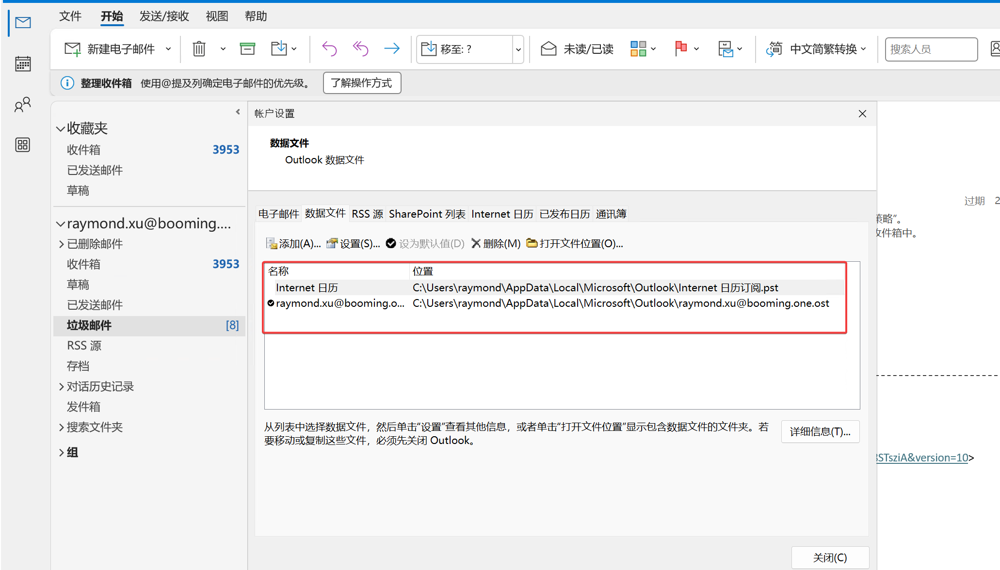 文件 开始 发送/接收 视图 帮助
新建电子邮件 移至: ? 未读/已读 简 中文简繁转换 搜索人员
整理收件箱 使用@提及列确定电子邮件的优先级。 了解操作方式
收藏夹
收件箱 3953
已发送邮件
草稿
raymond.xu@booming....
已删除邮件
收件箱 3953
草稿
已发送邮件
垃圾邮件 [8]
RSS 源
存档
对话历史记录
发件箱
搜索文件夹
组
帐户设置
数据文件
Outlook 数据文件
电子邮件 数据文件 RSS 源 SharePoint 列表 Internet 日历 已发布日历 通讯簿
添加(A)... 设置(S)... 设为默认值(D) 删除(M) 打开文件位置(O)...
名称 位置
Internet 日历 C:\Users\raymond\AppData\Local\Microsoft\Outlook\Internet 日历订阅.pst
raymond.xu@booming.o... C:\Users\raymond\AppData\Local\Microsoft\Outlook\raymond.xu@booming.one.ost
从列表中选择数据文件，然后单击“设置”查看其他信息，或者单击“打开文件位置”显示包含数据文件的文件夹。若
要移动或复制这些文件，必须先关闭 Outlook。
详细信息(T)...
关闭(C)
过期 2
策略”。
收件箱中。
STsziA&version=10>